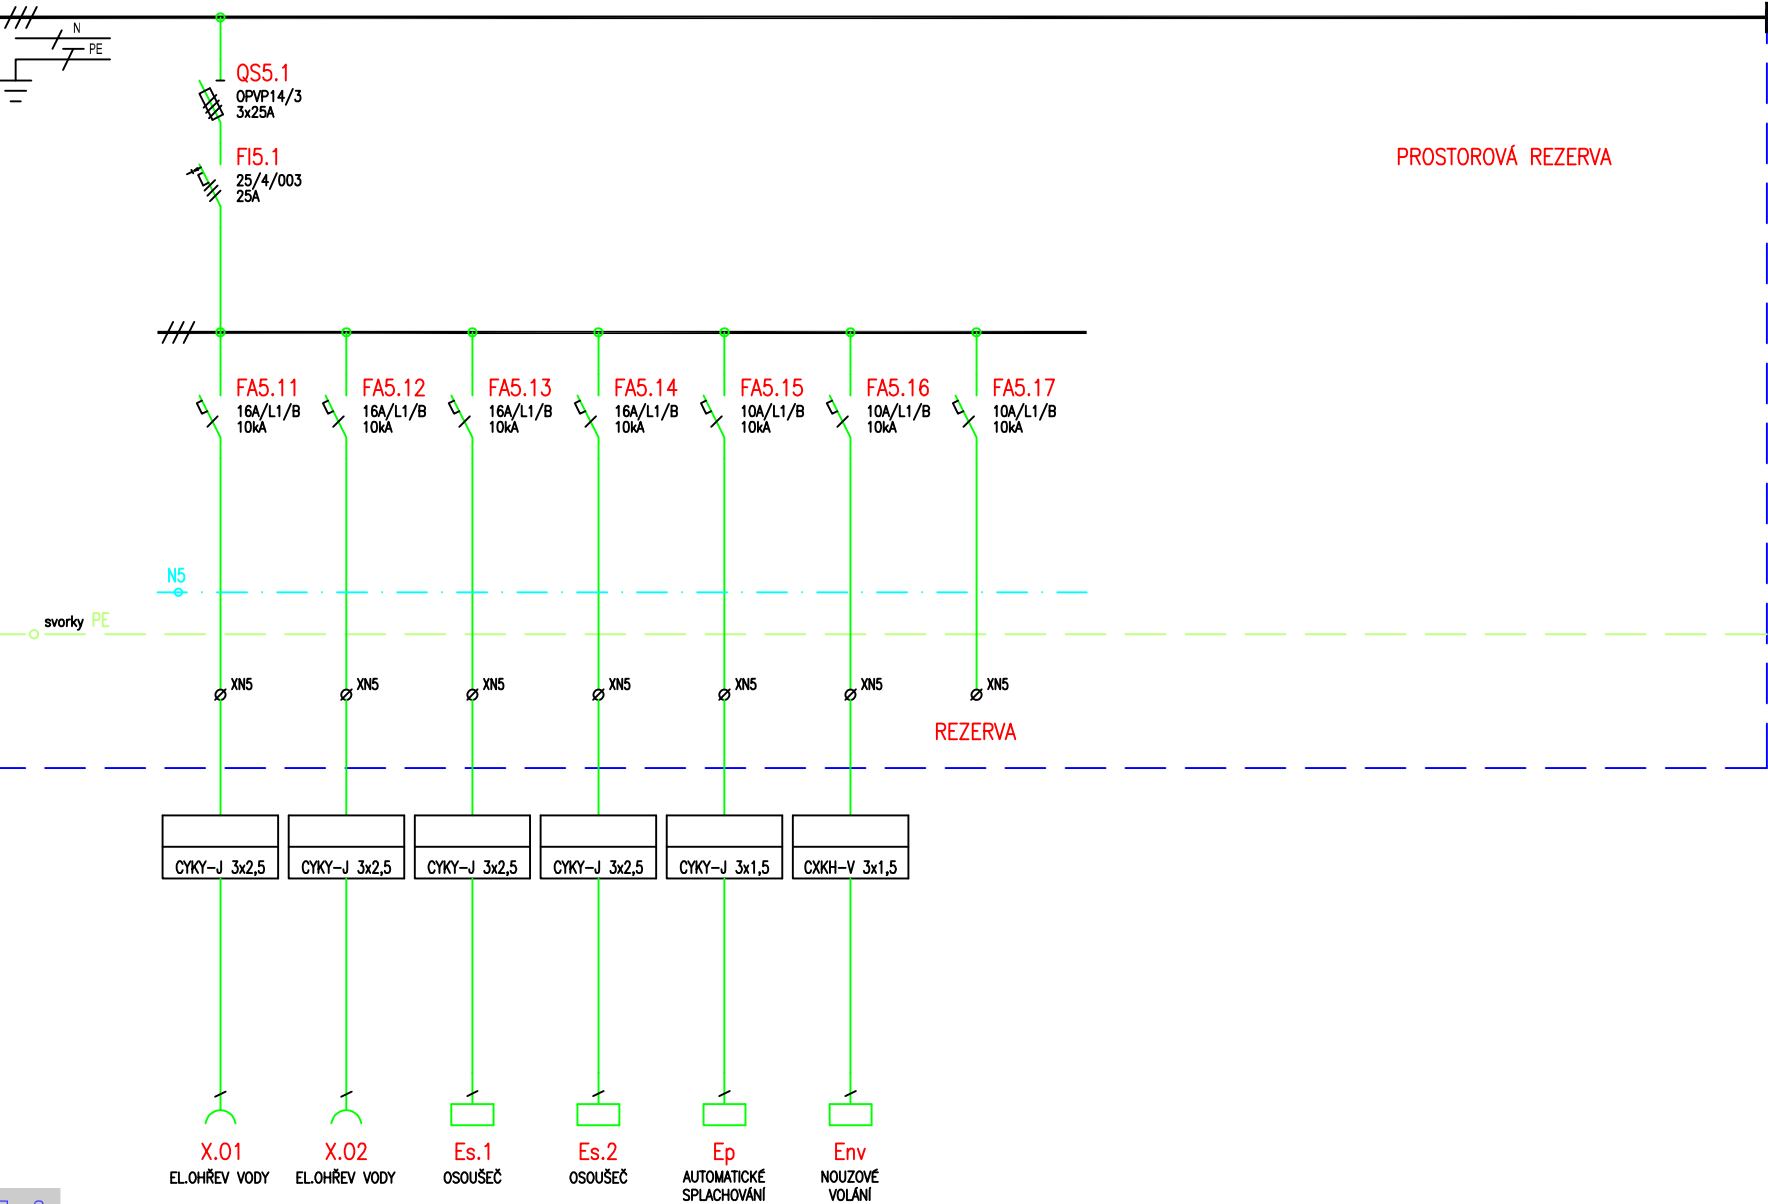 N
PE
QS5.1
OPVP14/3
3x25A
FI5.1
25/4/003
25A
PROSTOROVÁ REZERVA
FA5.11
16A/L1/B
10kA
FA5.12
16A/L1/B
10kA
FA5.13
16A/L1/B
10kA
FA5.14
16A/L1/B
10kA
FA5.15
10A/L1/B
10kA
FA5.16
10A/L1/B
10kA
FA5.17
10A/L1/B
10kA
N5
svorky PE
XN5
XN5
XN5
XN5
XN5
XN5
XN5
REZERVA
CYKY-J 3x2,5
CYKY-J 3x2,5
CYKY-J 3x2,5
CYKY-J 3x2,5
CYKY-J 3x1,5
CXKH-V 3x1,5
X.01
EL.OHŘEV VODY
X.02
EL.OHŘEV VODY
Es.1
OSOUŠEČ
Es.2
OSOUŠEČ
Ep
AUTOMATICKÉ
SPLACHOVÁNÍ
Env
NOUZOVÉ
VOLÁNÍ